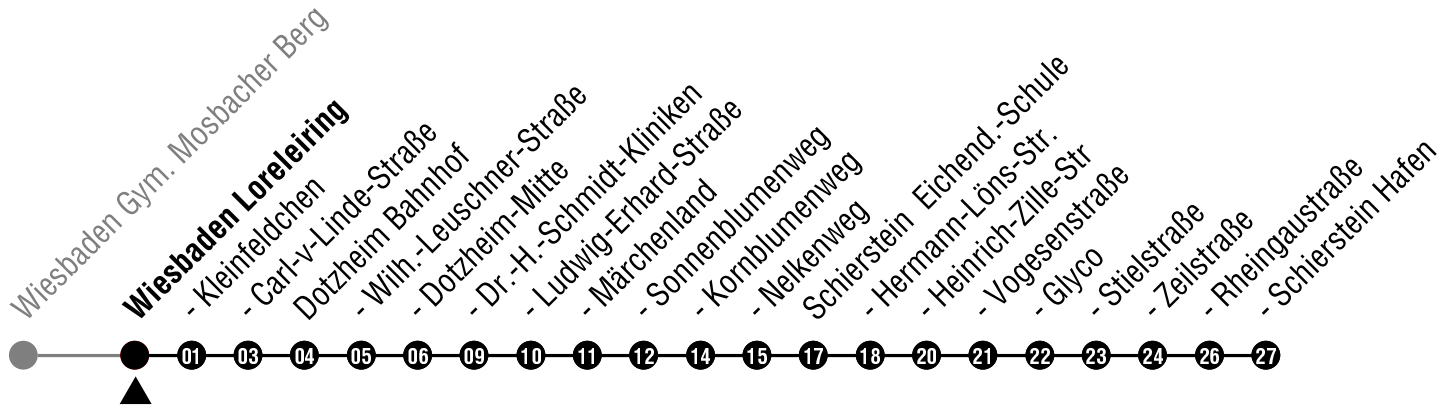 Wiesbaden Gym. Mosbacher Berg
Wiesbaden Loreleiring
- Kleinfeldchen
- Carl-v-Linde-Straße
Dotzheim Bahnhof
- Wilh.-Leuschner-Straße
- Dotzheim-Mitte
- Dr.-H.-Schmidt-Kliniken
- Ludwig-Erhard-Straße
- Märchenland
- Sonnenblumenweg
- Kornblumenweg
- Nelkenweg
Schierstein Eichend.-Schule
- Hermann-Löns-Str.
- Heinrich-Zille-Str
- Vogesenstraße
- Glyco
- Stielstraße
- Zeilstraße
- Rheingaustraße
- Schierstein Hafen
01 03 04 05 06 09 10 11 12 14 15 17 18 20 21 22 23 24 26 27